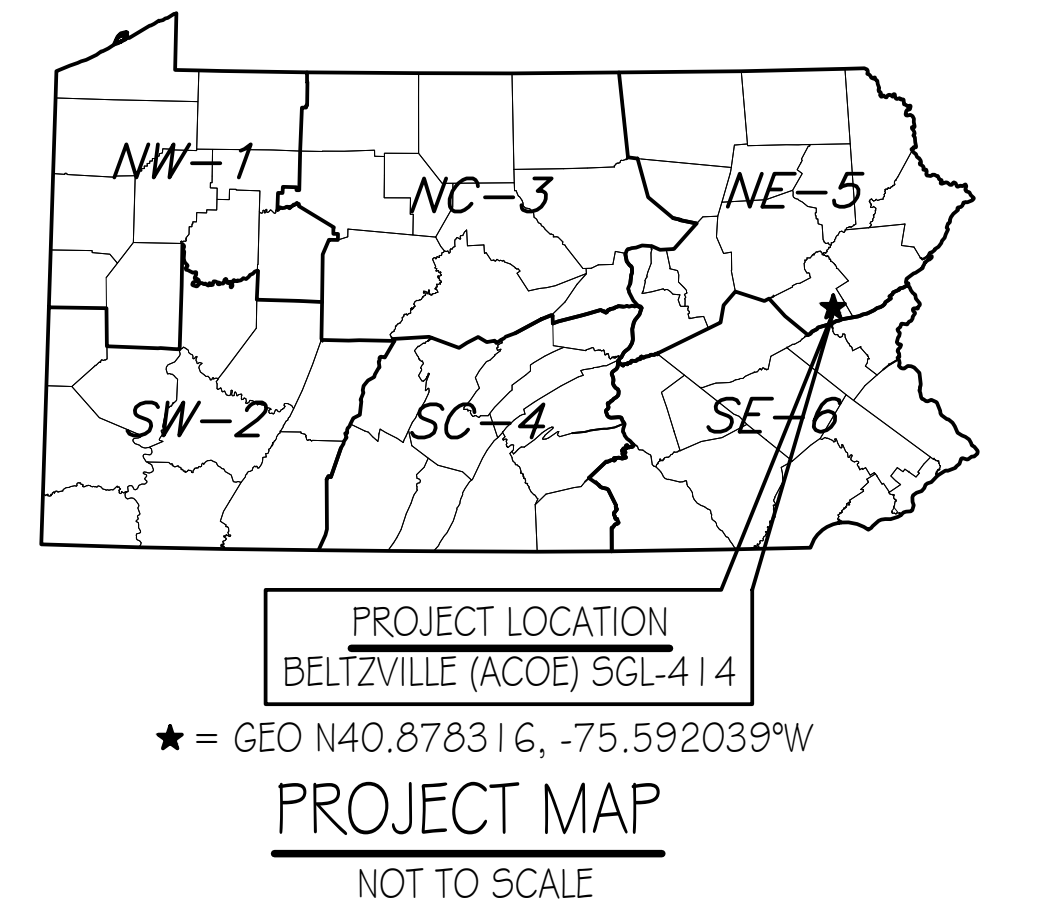 NW-1
NC-3
NE-5
SW-2
SC-4
SE-6
PROJECT LOCATION
BELTZVILLE (ACOE) SGL-414
★ = GEO N40.878316, -75.592039°W
PROJECT MAP
NOT TO SCALE